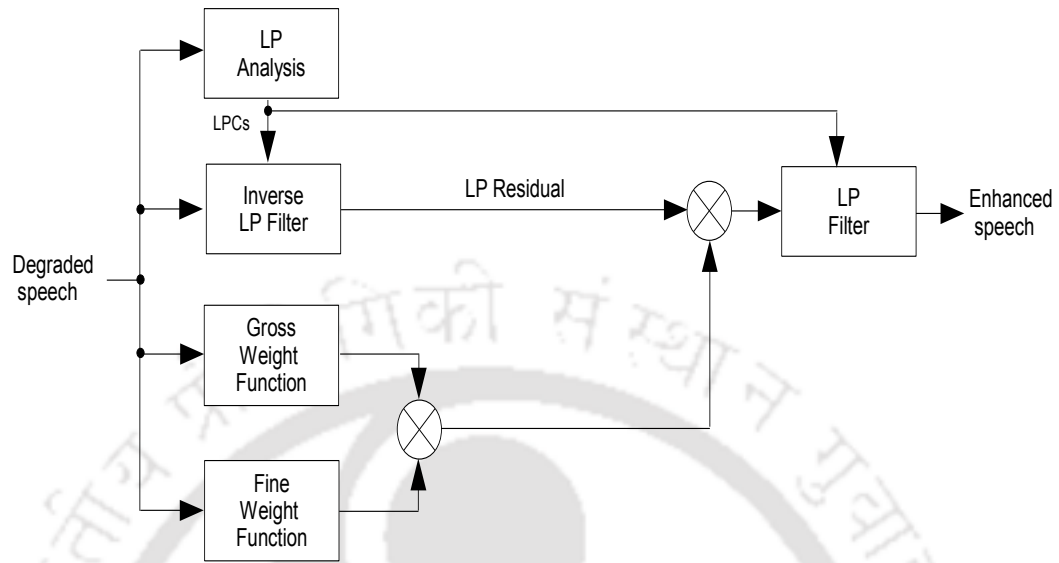 LP
Analysis
LPCs
Inverse
LP Filter
LP Residual
LP
Filter
Enhanced
speech
Degraded
speech
Gross
Weight
Function
Fine
Weight
Function